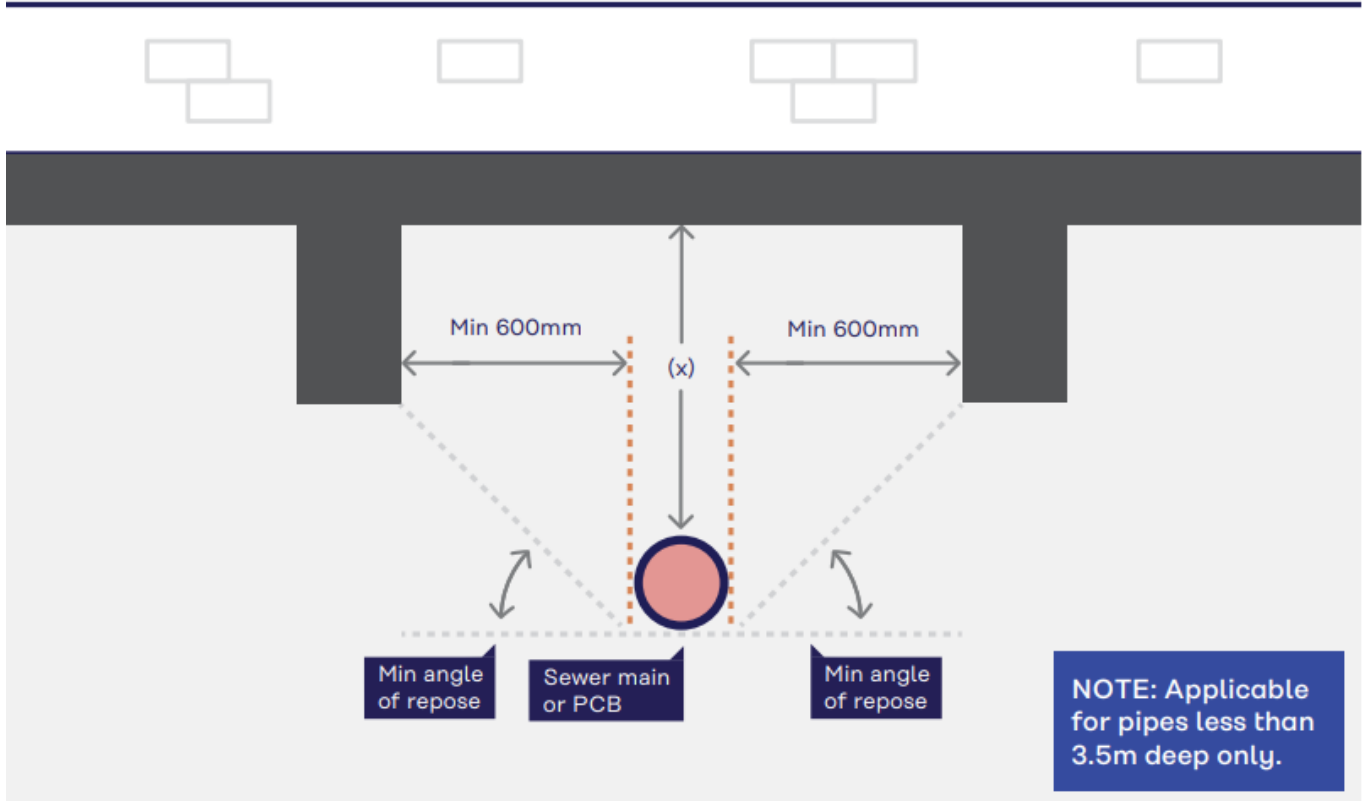 Min 600mm
Min 600mm
(x)
Min angle
of repose
Sewer main
or PCB
Min angle
of repose
NOTE: Applicable
for pipes less than
3.5m deep only.